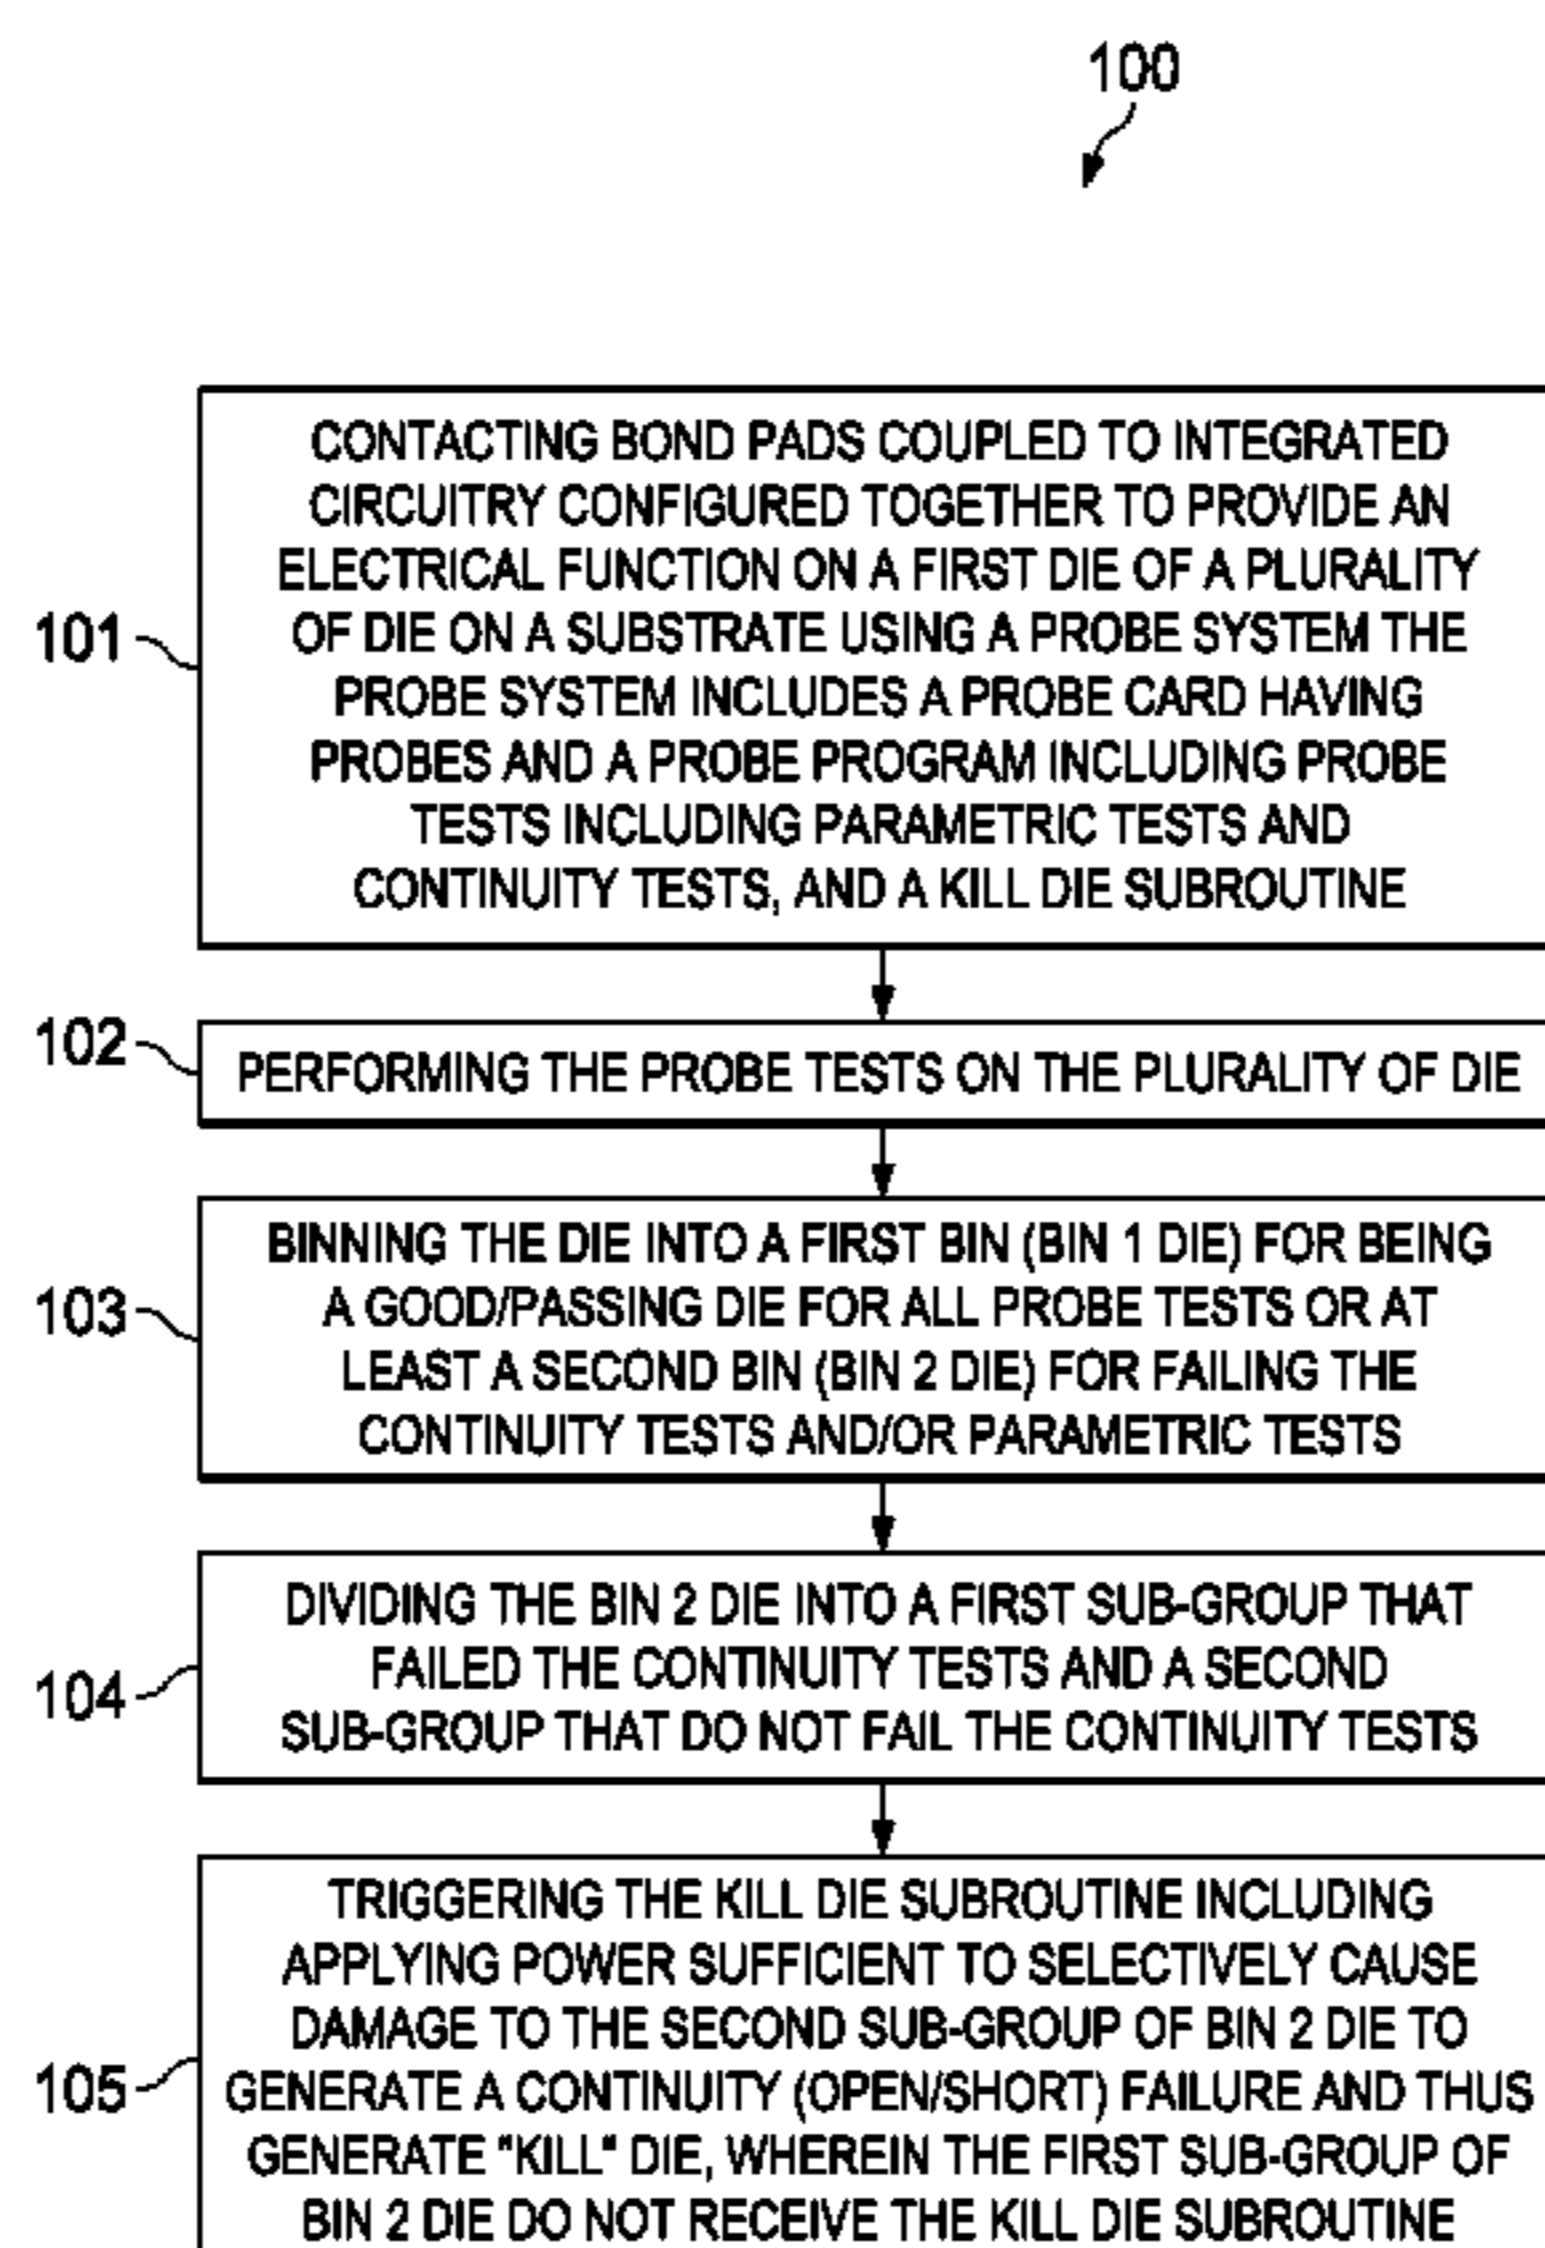 100
CONTACTING BOND PADS COUPLED TO INTEGRATED
CIRCUITRY CONFIGURED TOGETHER TO PROVIDE AN
ELECTRICAL FUNCTION ON A FIRST DIE OF A PLURALITY
OF DIE ON A SUBSTRATE USING A PROBE SYSTEM THE
PROBE SYSTEM INCLUDES A PROBE CARD HAVING
PROBES AND A PROBE PROGRAM INCLUDING PROBE
TESTS INCLUDING PARAMETRIC TESTS AND
CONTINUITY TESTS, AND A KILL DIE SUBROUTINE
101
102
PERFORMING THE PROBE TESTS ON THE PLURALITY OF DIE
BINNING THE DIE INTO A FIRST BIN (BIN 1 DIE) FOR BEING
A GOOD/PASSING DIE FOR ALL PROBE TESTS OR AT
LEAST A SECOND BIN (BIN 2 DIE) FOR FAILING THE
CONTINUITY TESTS AND/OR PARAMETRIC TESTS
103
DIVIDING THE BIN 2 DIE INTO A FIRST SUB-GROUP THAT
FAILED THE CONTINUITY TESTS AND A SECOND
SUB-GROUP THAT DO NOT FAIL THE CONTINUITY TESTS
104
TRIGGERING THE KILL DIE SUBROUTINE INCLUDING
APPLYING POWER SUFFICIENT TO SELECTIVELY CAUSE
DAMAGE TO THE SECOND SUB-GROUP OF BIN 2 DIE TO
GENERATE A CONTINUITY (OPEN/SHORT) FAILURE AND THUS
GENERATE "KILL" DIE, WHEREIN THE FIRST SUB-GROUP OF
BIN 2 DIE DO NOT RECEIVE THE KILL DIE SUBROUTINE
105